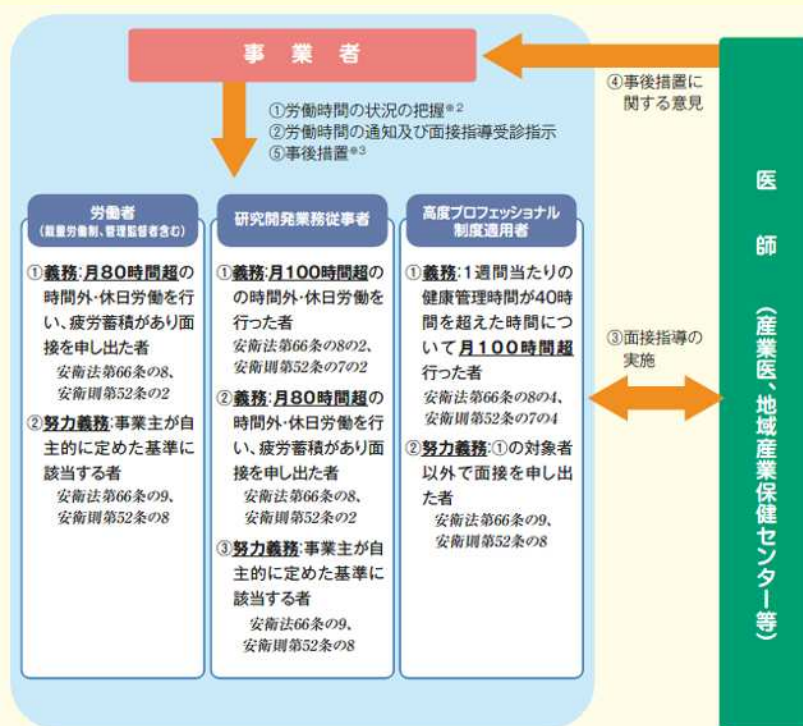 事業者
④事後措置に
関する意見
①労働時間の状況の把握※2
②労働時間の通知及び面接指導受診指示
⑤事後措置※3
労働者
(裁量労働制、管理監督者含む)
①義務:月80時間超の
時間外・休日労働を行
い、疲労蓄積があり面
接を申し出た者
安衛法第66条の8、
安衛則第52条の2
②努力義務:事業主が自
主的に定めた基準に
該当する者
安衛法第66条の9、
安衛則第52条の8
研究開発業務従事者
①義務:月100時間超の
の時間外・休日労働を
行った者
安衛法第66条の8の2、
安衛則第52条の7の2
②義務:月80時間超の
時間外・休日労働を行
い、疲労蓄積があり面
接を申し出た者
安衛法第66条の8、
安衛則第52条の2
③努力義務:事業主が自
主的に定めた基準に
該当する者
安衛法66条の9、
安衛則第52条の8
高度プロフェッショナル
制度適用者
①義務:1週間当たりの
健康管理時間が40時
間を超えた時間につ
いて月100時間超
行った者
安衛法第66条の8の4、
安衛則第52条の7の4
②努力義務:①の対象者
以外で面接を申し出
た者
安衛法第66条の9、
安衛則第52条の8
③面接指導の
実施
医師(産業医、地域産業保健センター等)